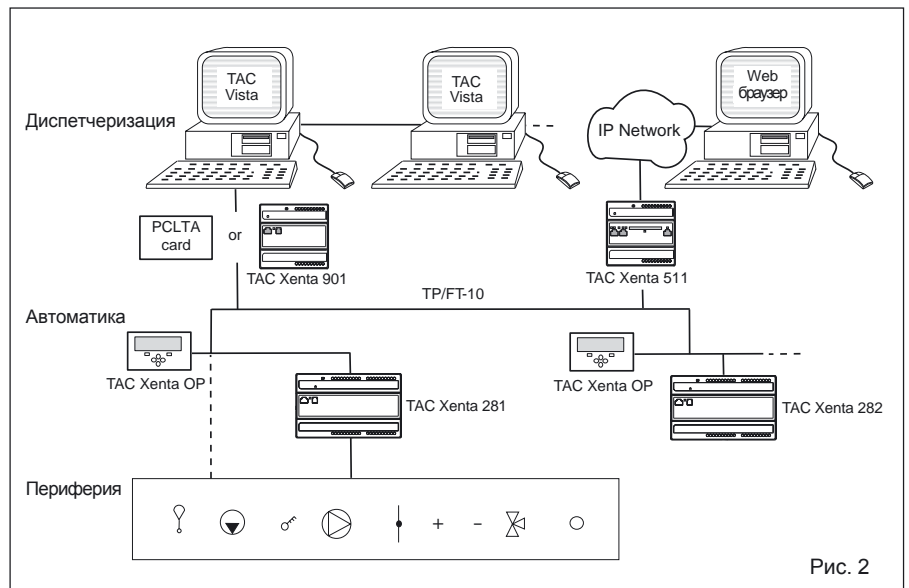 TAC
Vista
TAC
Vista
Web
браузер
Диспетчеризация
IP Network
PCLTA
card
or
TAC Xenta 901
TAC Xenta 511
TP/FT-10
Автоматика
TAC Xenta OP
TAC Xenta OP
TAC Xenta 281
TAC Xenta 282
Периферия
+ -
Рис. 2